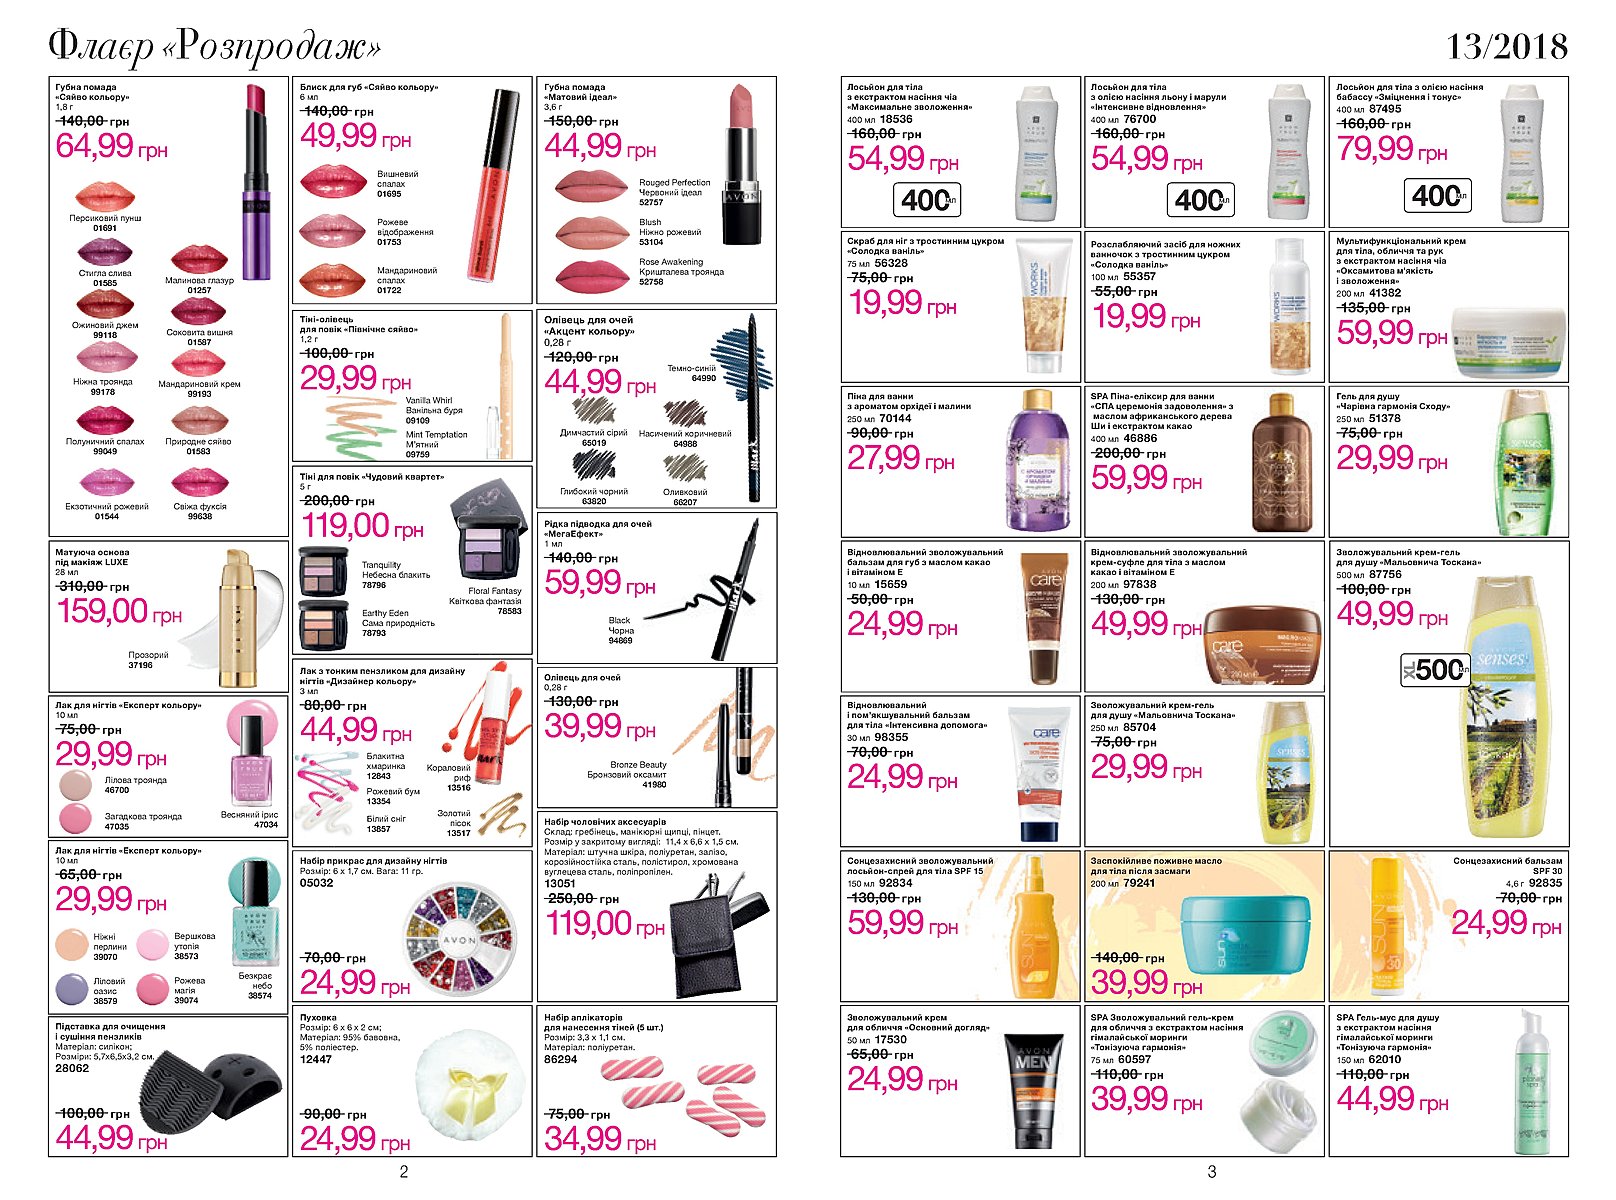 Флаєр «Розпродаж»
13/2018
Губна помада
«Сяйво кольору»
1,8 г
140,00 грн
64,99 грн
Персиковий пунш
01691
Стигла слива
01585
Малинова глазур
01257
Ожиновий джем
99118
Соковита вишня
01587
Ніжна троянда
99178
Мандариновий крем
99193
Полуничний спалах
99049
Природне сяйво
01583
Екзотичний рожевий
01544
Свіжа фуксія
99638
Блиск для губ «Сяйво кольору»
6 мл
140,00 грн
49,99 грн
Вишневий
спалах
01695
Рожеве
відображення
01753
Мандариновий
спалах
01722
Губна помада
«Матовий ідеал»
3,6 г
150,00 грн
44,99 грн
Rouged Perfection
Червоний ідеал
52757
Blush
Ніжно рожевий
53104
Rose Awakening
Кришталева троянда
52758
AVON
Тіні-олівець
для повік «Північне сяйво»
1,2 г
100,00 грн
29,99 грн
Vanilla Whirl
Ванільна буря
09109
Mint Temptation
М'ятний
09759
Олівець для очей
«Акцент кольору»
0,28 г
120,00 грн
44,99 грн
Темно-синій
64990
Димчастий сірий
65019
Насичений коричневий
64988
Глибокий чорний
63820
Оливковий
66207
Тіні для повік «Чудовий квартет»
5 г
200,00 грн
119,00 грн
Tranquility
Небесна блакить
78796
Earthy Eden
Сама природність
78793
Floral Fantasy
Квіткова фантазія
78583
Рідка підводка для очей
«МегаЕфект»
1 мл
140,00 грн
59,99 грн
Black
Чорна
94869
Матуюча основа
під макіяж LUXE
28 мл
310,00 грн
159,00 грн
Прозорий
37196
Лак з тонким пензликом для дизайну
нігтів «Дизайнер кольору»
3 мл
80,00 грн
44,99 грн
Блакитна
хмаринка
12843
Рожевий бум
13354
Білий сніг
13857
Кораловий
риф
13516
Золотий
пісок
13517
Олівець для очей
0,28 г
130,00 грн
39,99 грн
Bronze Beauty
Бронзовий оксамит
41980
Лак для нігтів «Експерт кольору»
10 мл
75,00 грн
29,99 грн
Лілова троянда
46700
Загадкова троянда
47035
Весняний ірис
47034
Лак для нігтів «Експерт кольору»
10 мл
65,00 грн
29,99 грн
Ніжні
перлини
39070
Вершкова
утопія
38573
Ліловий
оазис
38579
Рожева
магія
39074
Безкрає
небо
38574
Набір прикрас для дизайну нігтів
Розмір: 6 х 1,7 см. Вага: 11 гр.
05032
AVON
70,00 грн
24,99 грн
Набір чоловічих аксесуарів
Склад: гребінець, манікюрні щипці, пінцет.
Розмір у закритому вигляді: 11,4 х 6,6 х 1,5 см.
Матеріал: штучна шкіра, поліуретан, залізо,
корозійностійка сталь, полістирол, хромована
вуглецева сталь, поліпропілен.
13051
250,00 грн
119,00 грн
Підставка для очищення
і сушіння пензликів
Матеріал: силікон;
Розміри: 5,7х6,5х3,2 см.
28062
100,00 грн
44,99 грн
Пуховка
Розмір: 6 х 6 х 2 см;
Матеріал: 95% бавовна,
5% поліестер.
12447
90,00 грн
24,99 грн
Набір аплікаторів
для нанесення тіней (5 шт.)
Розмір: 3,3 х 1,1 см.
Матеріал: поліуретан.
86294
75,00 грн
34,99 грн
2
Лосьйон для тіла
з екстрактом насіння чіа
«Максимальне зволоження»
400 мл 18536
160,00 грн
54,99 грн
400 мл
Лосьйон для тіла
з олією насіння льону і марули
«Інтенсивне відновлення»
400 мл 76700
160,00 грн
54,99 грн
400 мл
Лосьйон для тіла з олією насіння
бабассу «Зміцнення і тонус»
400 мл 87495
160,00 грн
79,99 грн
400 мл
Скраб для ніг з тростинним цукром
«Солодка ваніль»
75 мл 56328
75,00 грн
19,99 грн
Розслабляючий засіб для ножних
ванночок з тростинним цукром
«Солодка ваніль»
100 мл 55357
55,00 грн
19,99 грн
Мультифункціональний крем
для тіла, обличчя та рук
з екстрактом насіння чіа
«Оксамитова м'якість
і зволоження»
200 мл 41382
135,00 грн
59,99 грн
Піна для ванни
з ароматом орхідеї і малини
250 мл 70144
90,00 грн
27,99 грн
SPA Піна-еліксир для ванни
«СПА церемонія задоволення» з
маслом африканського дерева
Ши і екстрактом какао
400 мл 46886
200,00 грн
59,99 грн
Гель для душу
«Чарівна гармонія Сходу»
250 мл 51378
75,00 грн
29,99 грн
senses
Відновлювальний зволожувальний
бальзам для губ з маслом какао
і вітаміном Е
10 мл 15659
50,00 грн
24,99 грн
care
Відновлювальний зволожувальний
крем-суфле для тіла з маслом
какао і вітаміном Е
200 мл 97838
130,00 грн
49,99 грн
care
Зволожувальний крем-гель
для душу «Мальовнича Тоскана»
500 мл 87756
100,00 грн
49,99 грн
XL 500 мл
senses
Відновлювальний
і пом'якшувальний бальзам
для тіла «Інтенсивна допомога»
30 мл 98355
70,00 грн
24,99 грн
care
Зволожувальний крем-гель
для душу «Мальовнича Тоскана»
250 мл 85704
75,00 грн
29,99 грн
senses
Сонцезахисний зволожувальний
лосьйон-спрей для тіла SPF 15
150 мл 92834
130,00 грн
59,99 грн
Заспокійливе поживне масло
для тіла після засмаги
200 мл 79241
140,00 грн
39,99 грн
sun
Сонцезахисний бальзам
SPF 30
4,6 г 92835
70,00 грн
24,99 грн
SUN
30
Зволожувальний крем
для обличчя «Основний догляд»
50 мл 17530
65,00 грн
24,99 грн
AVON
MEN
SPA Зволожувальний гель-крем
для обличчя з екстрактом насіння
гімалайської моринги
«Тонізуюча гармонія»
75 мл 60597
110,00 грн
39,99 грн
SPA Гель-мус для душу
з екстрактом насіння
гімалайської моринги
«Тонізуюча гармонія»
150 мл 62010
110,00 грн
44,99 грн
planet
spa
3